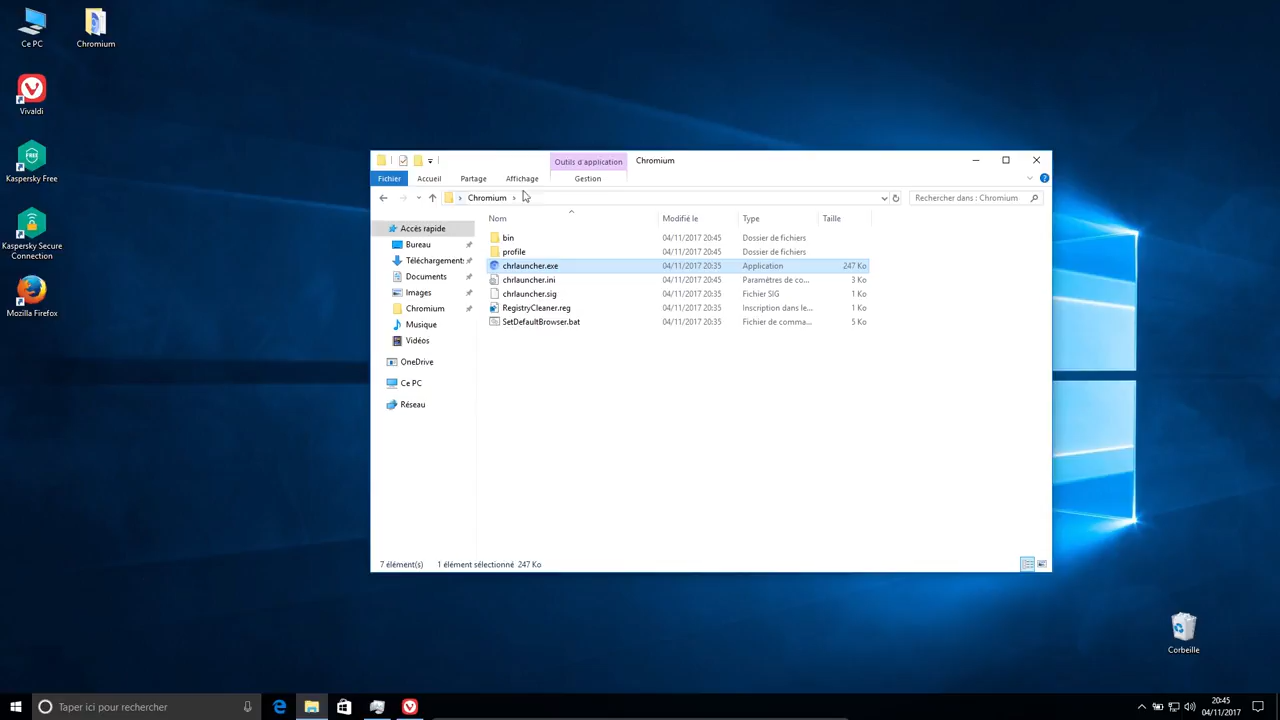 Ce PC
Chromium
Vivaldi
Kaspersky Free
Kaspersky Secure
Connection
Mozilla Firefox
Outils d'application
Chromium
Fichier
Accueil
Partage
Affichage
Gestion
Chromium
Rechercher dans : Chromium
Nom
Modifié le
Type
Taille
Accès rapide
Bureau
Téléchargement:
Documents
Images
Chromium
Musique
Vidéos
OneDrive
Ce PC
Réseau
bin 04/11/2017 20:45 Dossier de fichiers
profile 04/11/2017 20:45 Dossier de fichiers
chrlauncher.exe 04/11/2017 20:35 Application 247 Ko
chrlauncher.ini 04/11/2017 20:45 Paramètres de co... 3 Ko
chrlauncher.sig 04/11/2017 20:35 Fichier SIG 1 Ko
RegistryCleaner.reg 04/11/2017 20:35 Inscription dans le... 1 Ko
SetDefaultBrowser.bat 04/11/2017 20:35 Fichier de comma... 5 Ko
7 élément(s) 1 élément sélectionné 247 Ko
Corbeille
Taper ici pour rechercher
20:45
04/11/2017